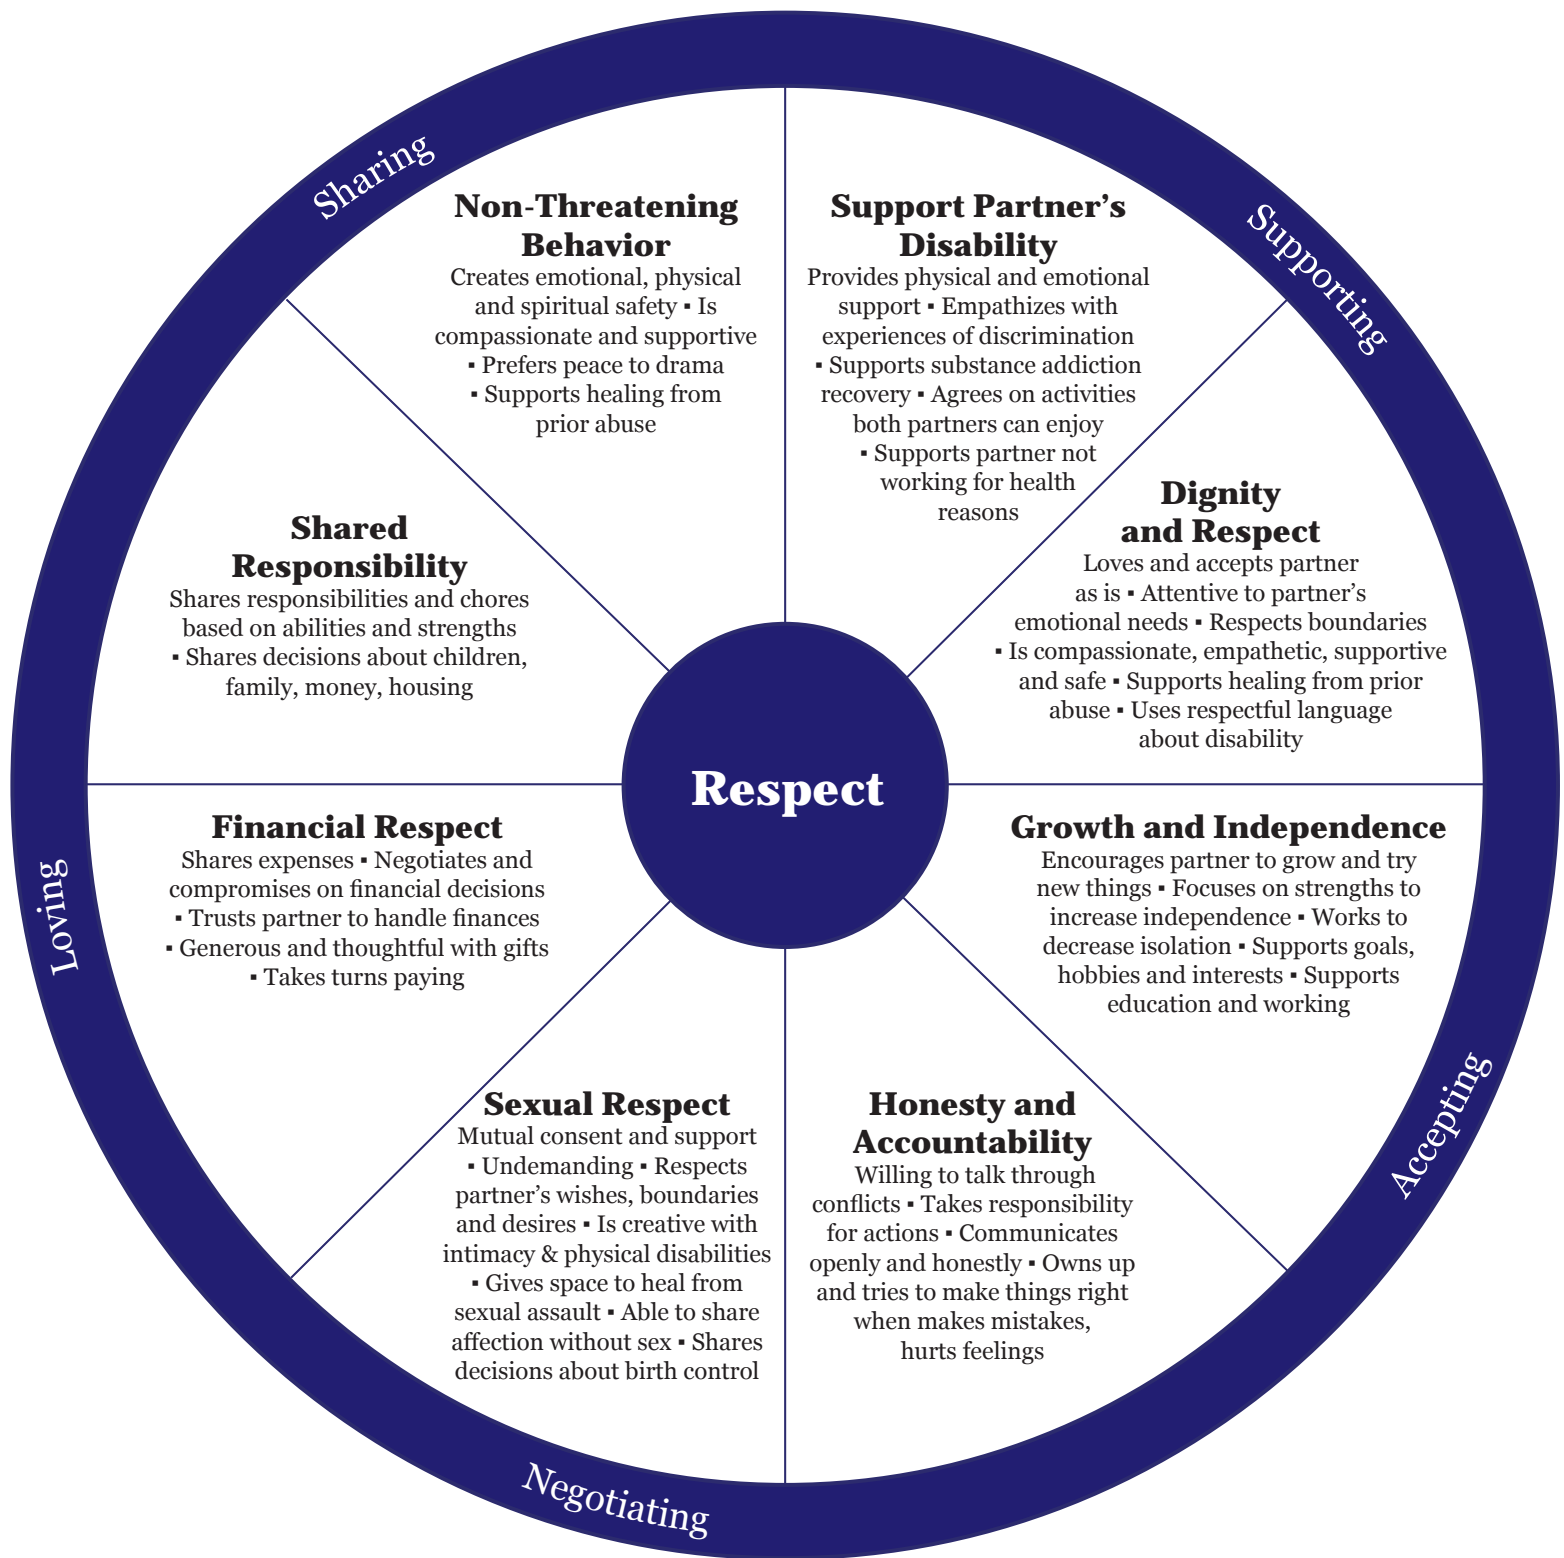 Sharing
Supporting
Non-Threatening
Behavior
Creates emotional, physical
and spiritual safety ▪ Is
compassionate and supportive
▪ Prefers peace to drama
▪ Supports healing from
prior abuse
Support Partner’s
Disability
Provides physical and emotional
support ▪ Empathizes with
experiences of discrimination
▪ Supports substance addiction
recovery ▪ Agrees on activities
both partners can enjoy
▪ Supports partner not
working for health
reasons
Shared
Responsibility
Shares responsibilities and chores
based on abilities and strengths
▪ Shares decisions about children,
family, money, housing
Dignity
and Respect
Loves and accepts partner
as is ▪ Attentive to partner’s
emotional needs ▪ Respects boundaries
▪ Is compassionate, empathetic, supportive
and safe ▪ Supports healing from prior
abuse ▪ Uses respectful language
about disability
Respect
Financial Respect
Shares expenses ▪ Negotiates and
compromises on financial decisions
▪ Trusts partner to handle finances
▪ Generous and thoughtful with gifts
▪ Takes turns paying
Growth and Independence
Encourages partner to grow and try
new things ▪ Focuses on strengths to
increase independence ▪ Works to
decrease isolation ▪ Supports goals,
hobbies and interests ▪ Supports
education and working
Loving
Accepting
Sexual Respect
Mutual consent and support
▪ Undemanding ▪ Respects
partner’s wishes, boundaries
and desires ▪ Is creative with
intimacy & physical disabilities
▪ Gives space to heal from
sexual assault ▪ Able to share
affection without sex ▪ Shares
decisions about birth control
Honesty and
Accountability
Willing to talk through
conflicts ▪ Takes responsibility
for actions ▪ Communicates
openly and honestly ▪ Owns up
and tries to make things right
when makes mistakes,
hurts feelings
Negotiating